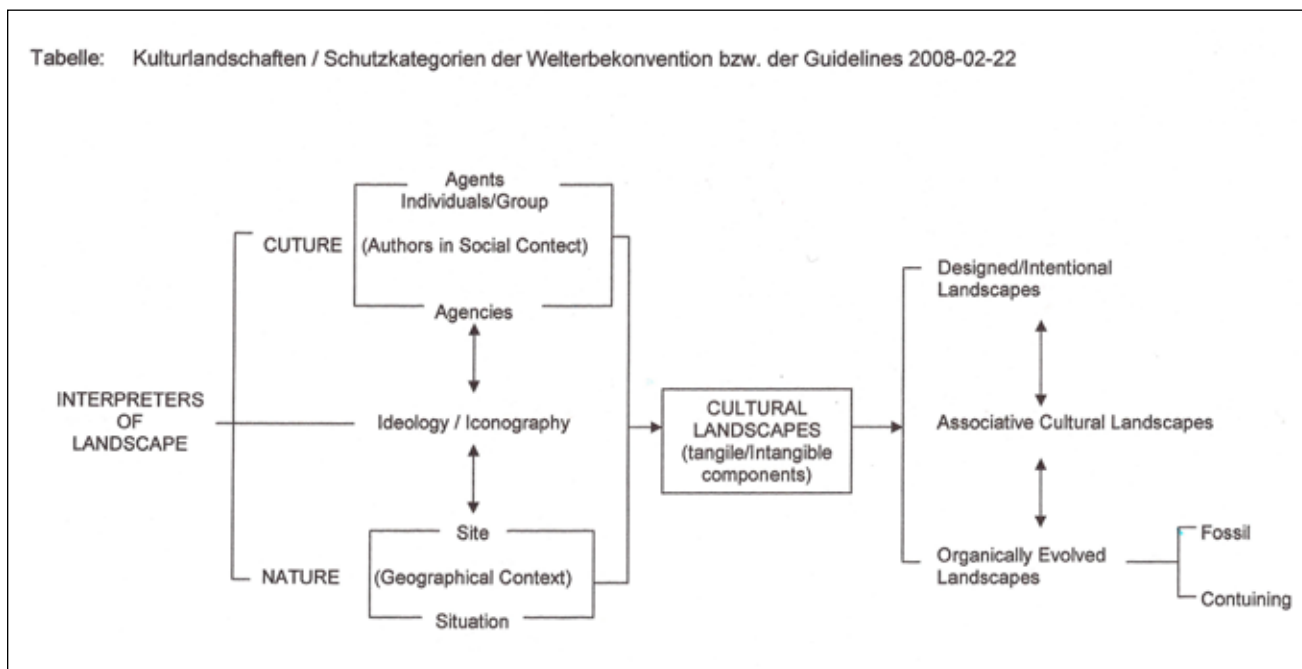 Tabelle: Kulturlandschaften / Schutzkategorien der Welterbekonvention bzw. der Guidelines 2008-02-22
Agents
Individuals/Group
CUTURE
(Authors in Social Contect)
Agencies
INTERPRETERS
OF
LANDSCAPE
Ideology / Iconography
Site
NATURE
(Geographical Context)
Situation
CULTURAL
LANDSCAPES
(tangile/Intangible
components)
Designed/Intentional
Landscapes
Associative Cultural Landscapes
Organically Evolved
Landscapes
Fossil
Contuining